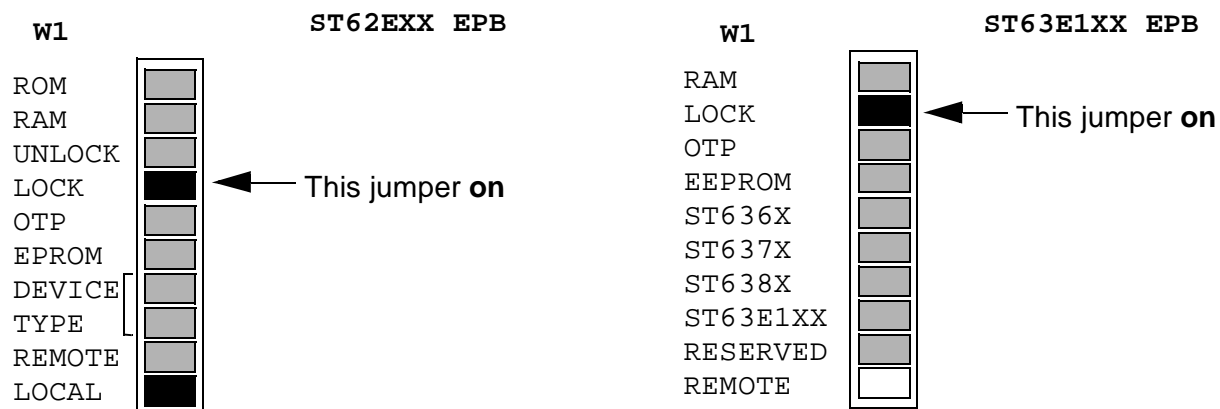 W1
ST62EXX EPB
ROM
RAM
UNLOCK
LOCK
This jumper on
OTP
EPROM
DEVICE
TYPE
REMOTE
LOCAL
W1
ST63E1XX EPB
RAM
LOCK
This jumper on
OTP
EEPROM
ST636X
ST637X
ST638X
ST63E1XX
RESERVED
REMOTE